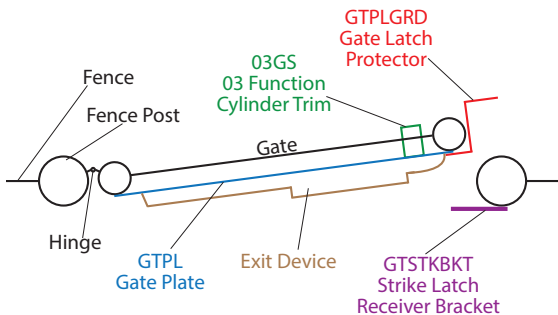 GTPLGRD
Gate Latch
Protector
03GS
03 Function
Cylinder Trim
Fence
Fence Post
Gate
Hinge
GTPL
Gate Plate
Exit Device
GTSTKBKT
Strike Latch
Receiver Bracket